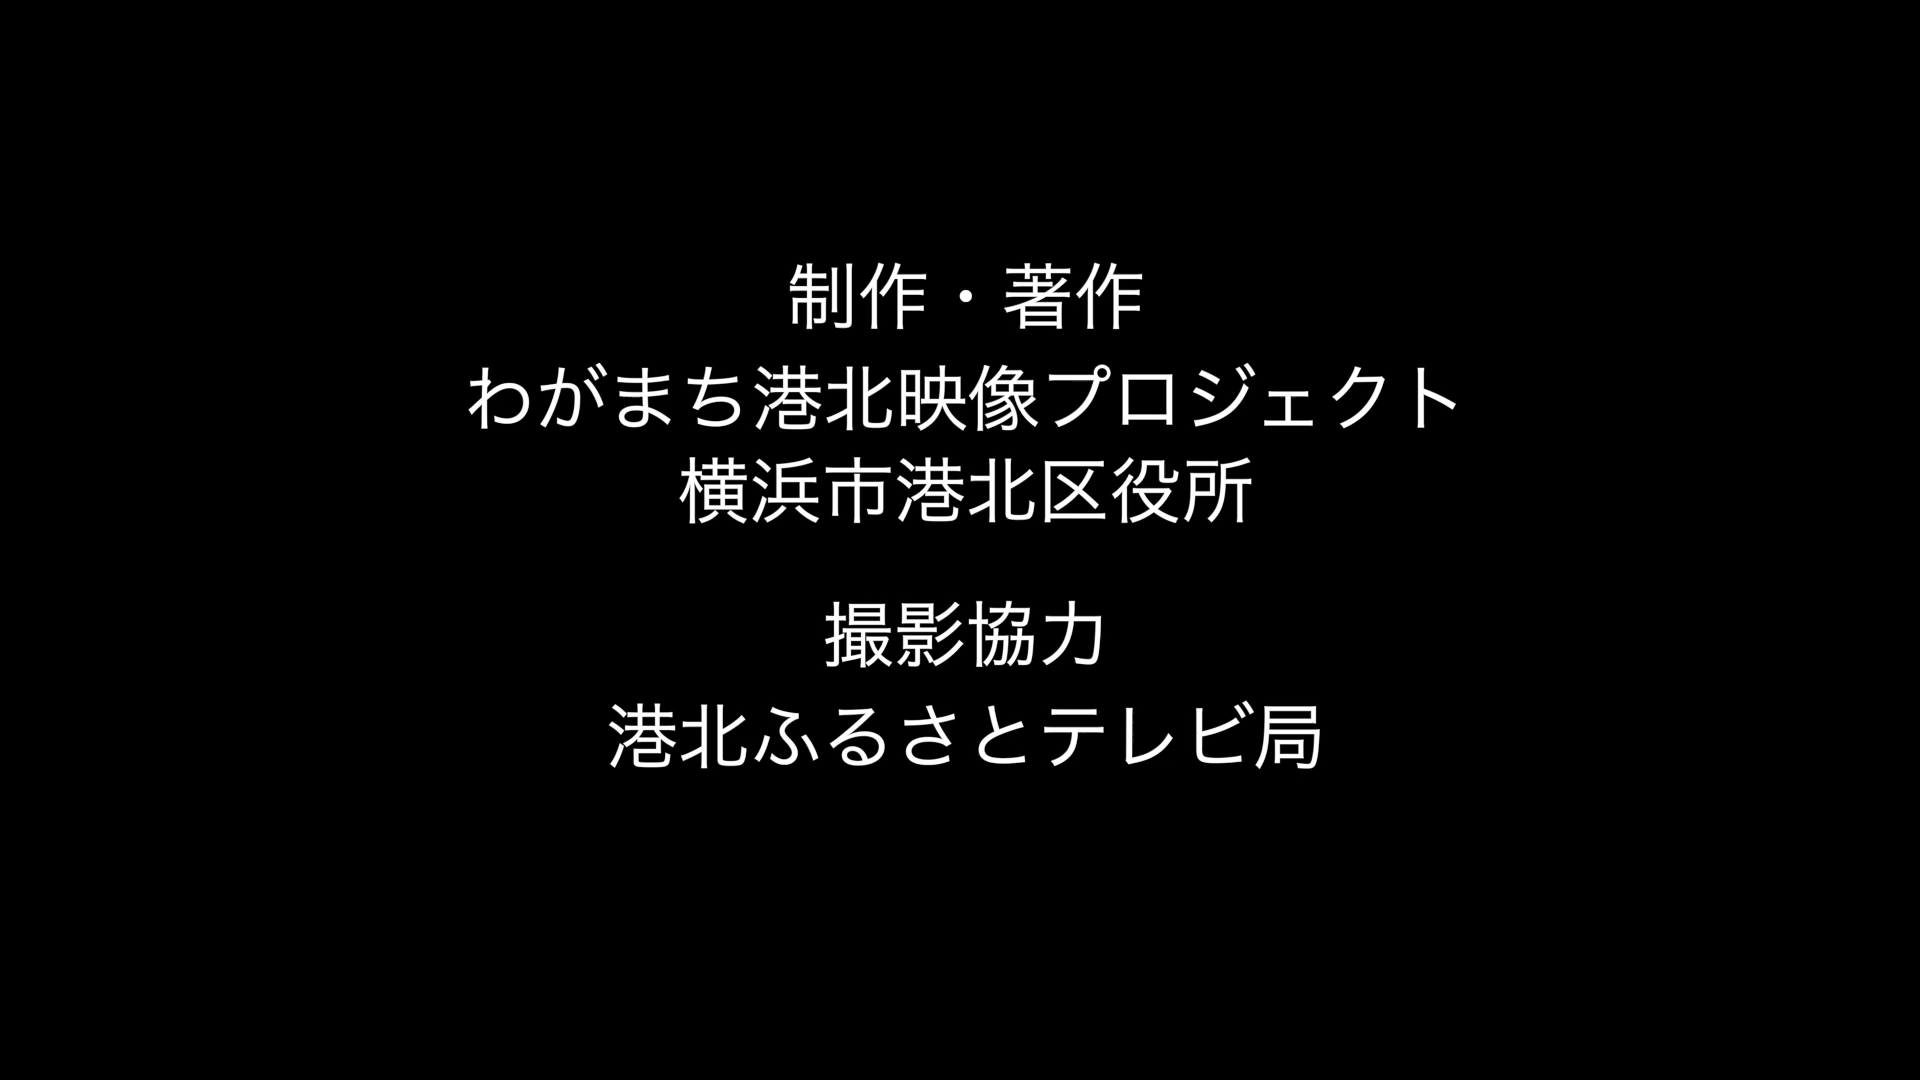 制作・著作
わがまち港北映像プロジェクト
横浜市港北区役所
撮影協力
港北ふるさとテレビ局